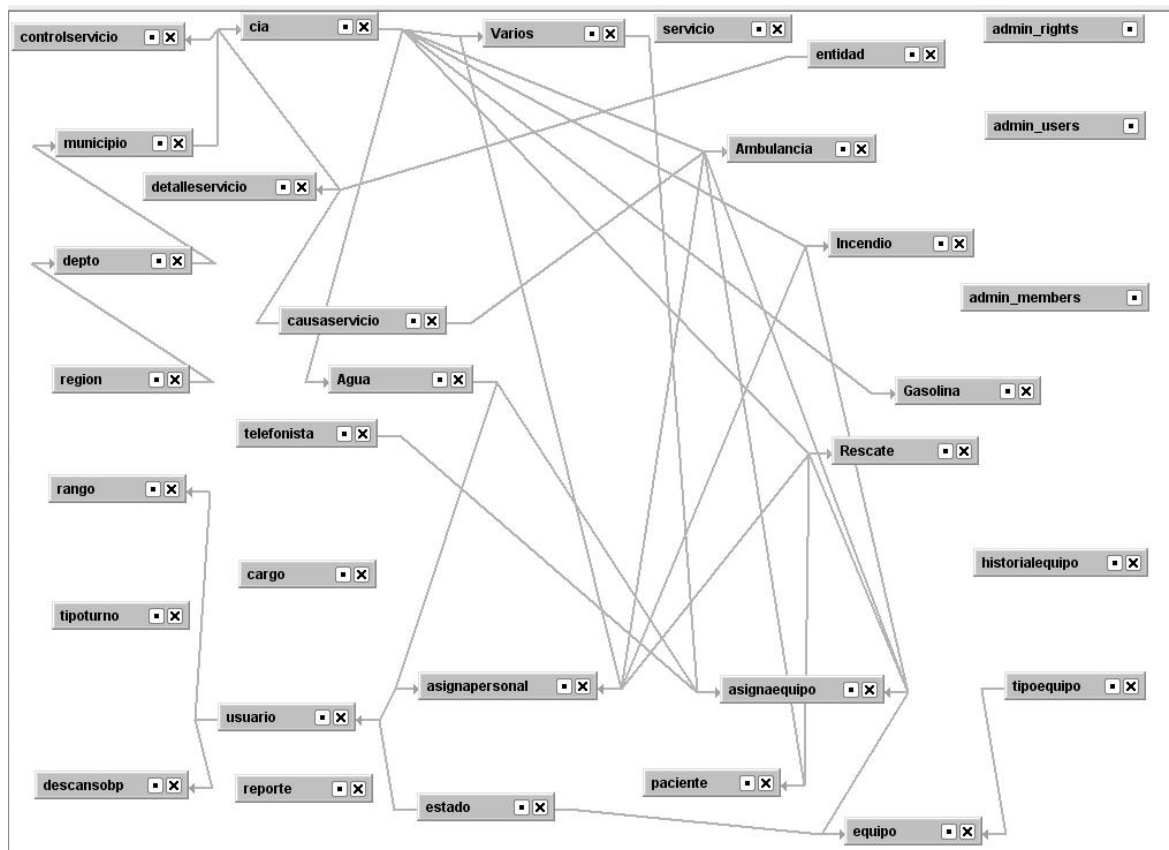 controlservicio
cia
Varios
servicio
admin_rights
entidad
municipio
admin_users
Ambulancia
detalleservicio
Incendio
depto
admin_members
causaservicio
region
Agua
Gasolina
telefonista
Rescate
rango
historialequipo
cargo
tipoturno
asignapersonal
asignaequipo
tipoequipo
usuario
descansobp
reporte
paciente
estado
equipo